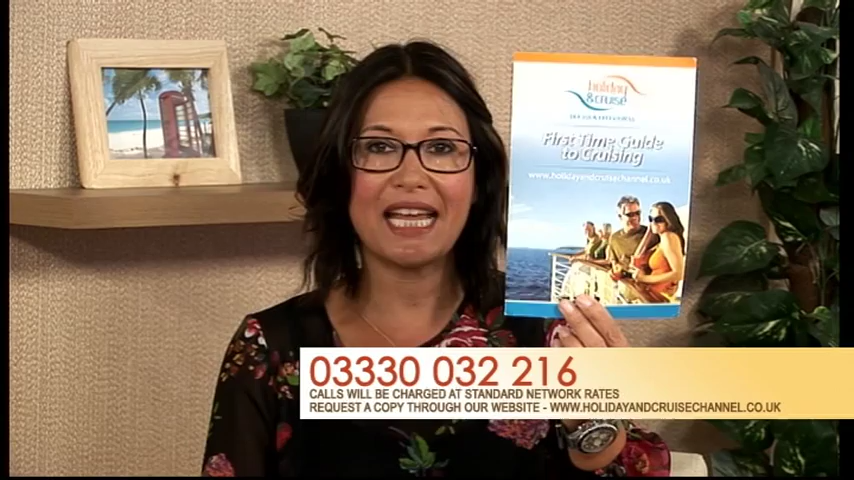 holiday
& cruise
First Time Guide
to Cruising
www.holidayandcruisechannel.co.uk
03330 032 216
CALLS WILL BE CHARGED AT STANDARD NETWORK RATES
REQUEST A COPY THROUGH OUR WEBSITE - WWW.HOLIDAYANDCRUISECHANNEL.CO.UK